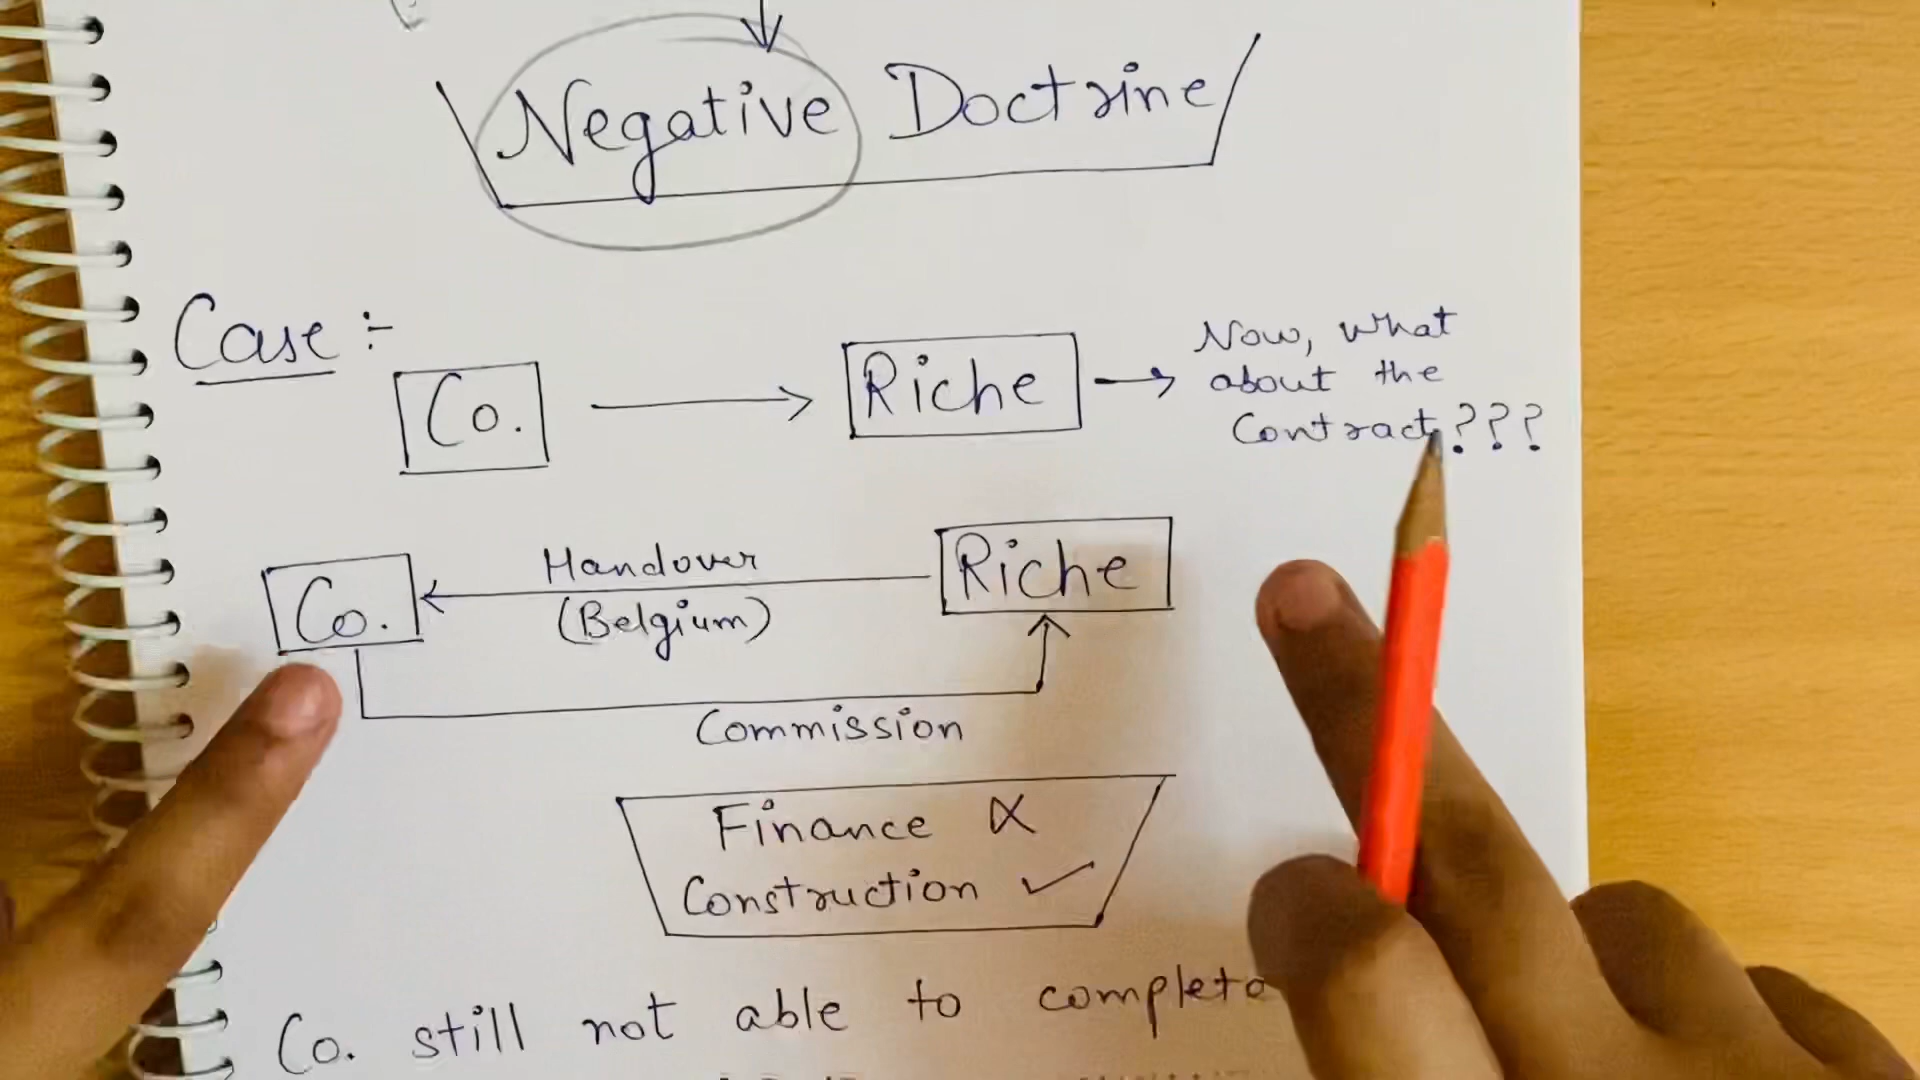 Negative Doctrine
Case :-
Co.
Riche
Now, what
about the
Contract???
Co.
Handover
(Belgium)
Riche
Commission
Finance
Construction ✓
Co. still not able to complete